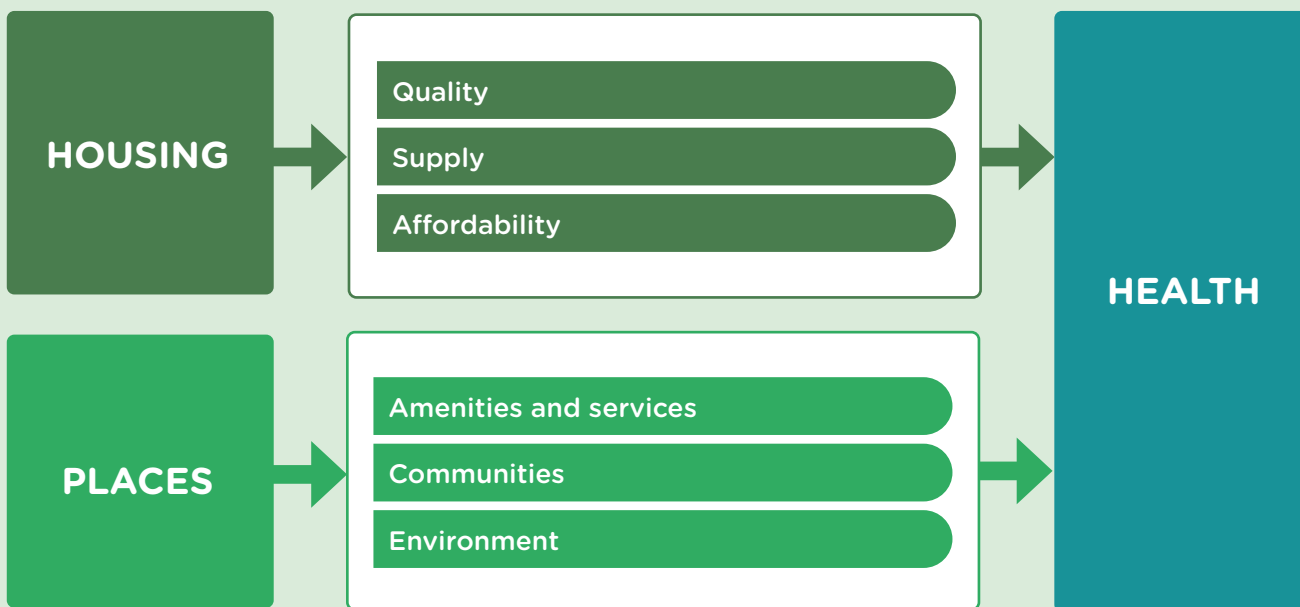 HOUSING
Quality
Supply
Affordability
HEALTH
PLACES
Amenities and services
Communities
Environment